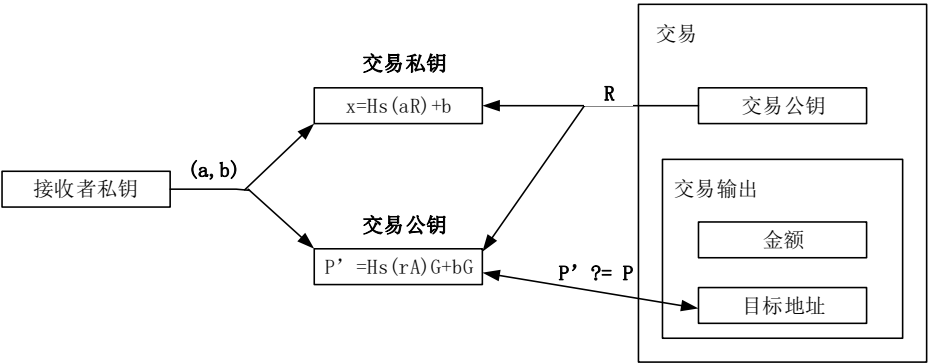 交易
交易私钥
x=Hs(aR)+b
R
交易公钥
(a,b)
接收者私钥
交易输出
交易公钥
金额
P’=Hs(rA)G+bG
P’?= P
目标地址